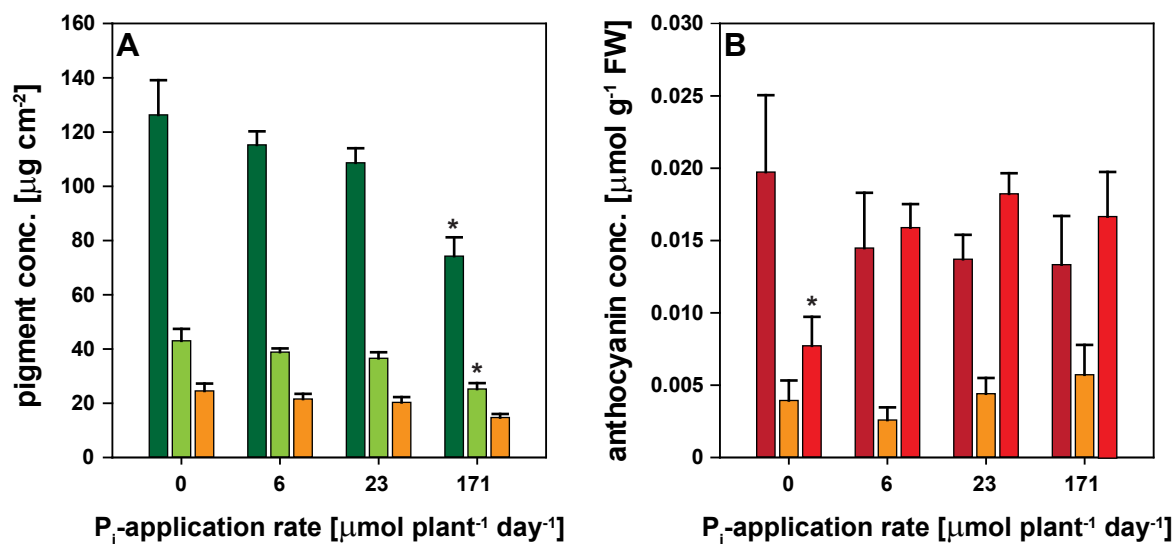 A
pigment conc. [µg cm⁻²]
160
140
120
100
80
60
40
20
0
*
*
0 6 23 171
Pᵢ-application rate [µmol plant⁻¹ day⁻¹]
B
anthocyanin conc. [µmol g⁻¹ FW]
0.030
0.025
0.020
0.015
0.010
0.005
0
*
0 6 23 171
Pᵢ-application rate [µmol plant⁻¹ day⁻¹]